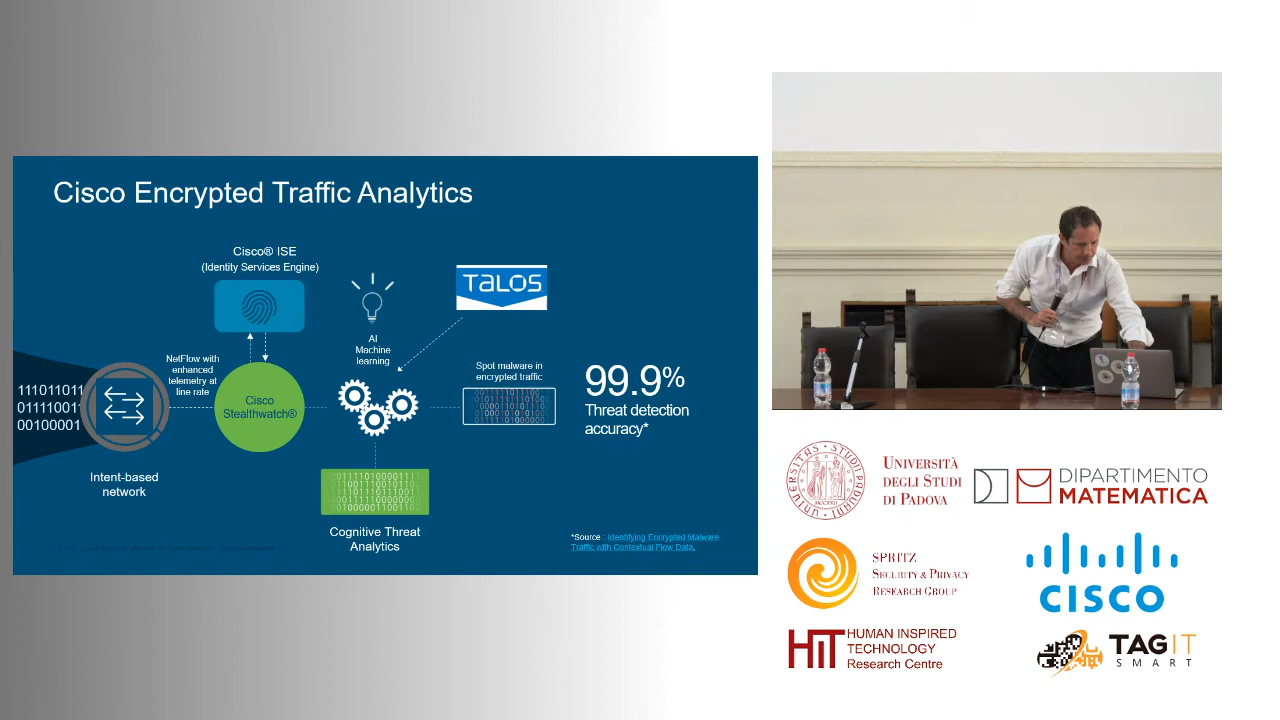 Cisco Encrypted Traffic Analytics
Cisco® ISE
(Identity Services Engine)
TALOS
AI
Machine
learning
NetFlow with
enhanced
telemetry at
line rate
Spot malware in
encrypted traffic
99.9%
Threat detection
accuracy*
111011011
01111001
00100001
Cisco
Stealthwatch®
Intent-based
network
Cognitive Threat
Analytics
*Source : Identifying Encrypted Malware
Traffic with Contextual Flow Data,
UNIVERSITÀ
DEGLI STUDI
DI PADOVA
DIPARTIMENTO
MATEMATICA
SPRITZ
SECURITY & PRIVACY
RESEARCH GROUP
CISCO
HIT HUMAN INSPIRED
TECHNOLOGY
Research Centre
TAG IT
SMART